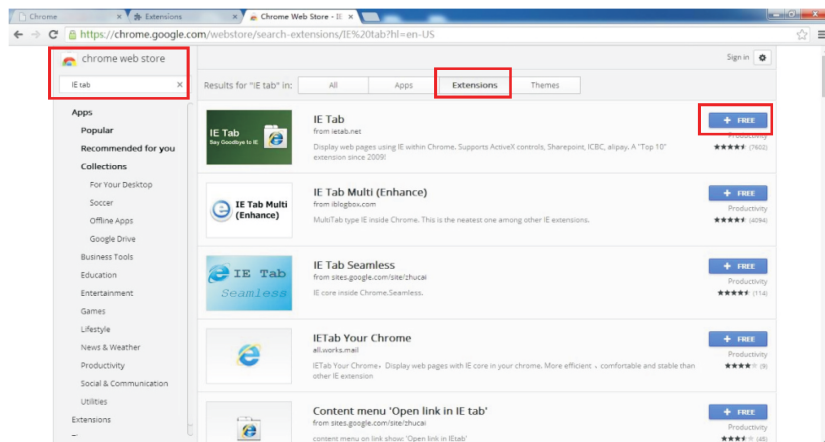 Chrome
Extensions
Chrome Web Store - IE
https://chrome.google.com/webstore/search-extensions/IE%20tab?hl=en-US
chrome web store
Sign in
IE tab
Results for "IE tab" in:
All
Apps
Extensions
Themes
Apps
Popular
Recommended for you
Collections
For Your Desktop
Soccer
Offline Apps
Google Drive
Business Tools
Education
Entertainment
Games
Lifestyle
News & Weather
Productivity
Social & Communication
Utilities
Extensions
IE Tab
Say Goodbye to IE
IE Tab
from ietab.net
Display web pages using IE within Chrome. Supports ActiveX controls, Sharepoint, ICBC, alipay. A "Top 10"
extension since 2009!
+ FREE
Productivity
(7602)
IE Tab Multi
(Enhance)
IE Tab Multi (Enhance)
from iblogbox.com
MultiTab type IE inside Chrome. This is the neatest one among other IE extensions.
+ FREE
Productivity
(4094)
IE Tab
Seamless
IE Tab Seamless
from sites.google.com/site/zhucai
IE core inside Chrome.Seamless.
+ FREE
Productivity
(114)
IETab Your Chrome
all.works.mail
IETab Your Chrome，Display web pages with IE core in your chrome. More efficient，comfortable and stable than
other IE extension
+ FREE
Productivity
(9)
Content menu 'Open link in IE tab'
from sites.google.com/site/zhucai
content menu on link show: 'Open link in IEtab'
+ FREE
Productivity
(45)